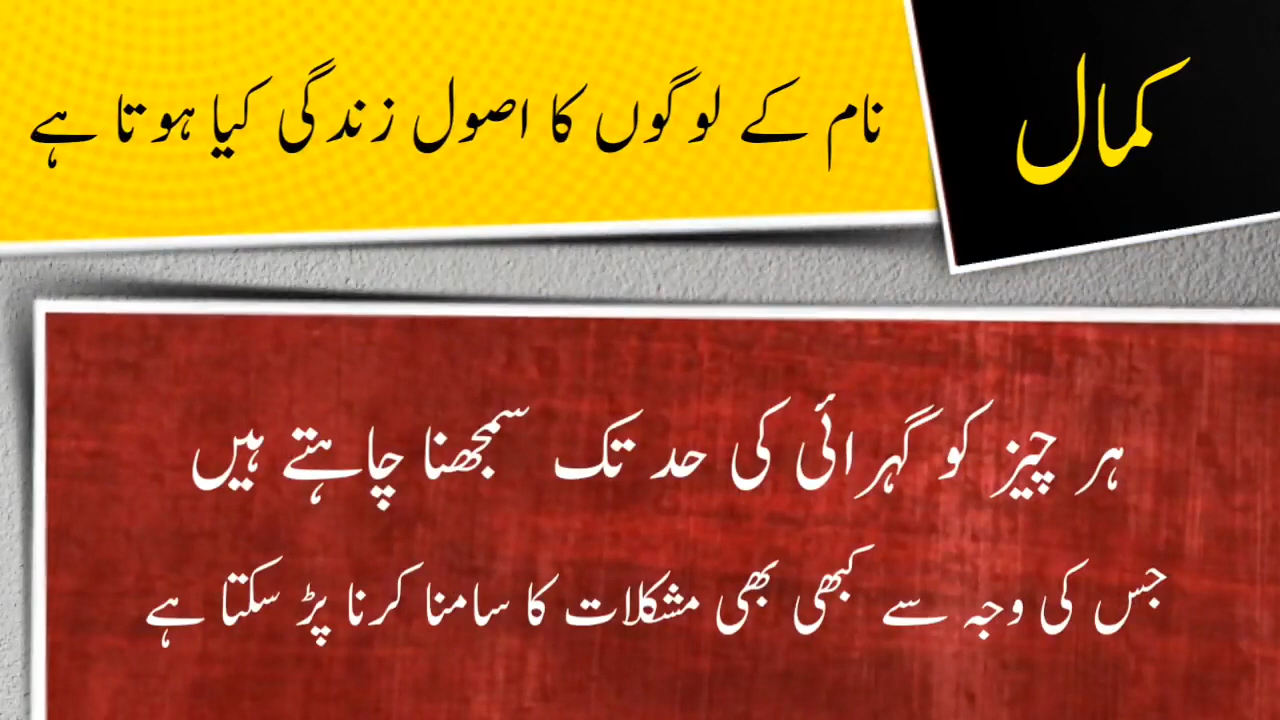 کمال
نام کے لوگوں کا اصول زندگی کیا ہوتا ہے
ہر چیز کو گہرائی کی حد تک سمجھنا چاہتے ہیں
جس کی وجہ سے کبھی بھی مشکلات کا سامنا کرنا پڑ سکتا ہے